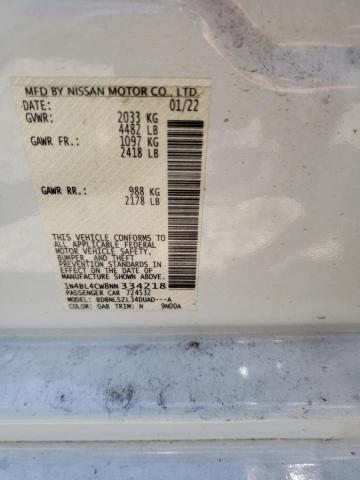 MFD BY NISSAN MOTOR CO., LTD.
DATE: 01/22
GVWR: 2033 KG
4482 LB
GAWR FR.: 1097 KG
2418 LB
GAWR RR.: 988 KG
2178 LB
THIS VEHICLE CONFORMS TO ALL
APPLICABLE FEDERAL
MOTOR VEHICLE SAFETY,
BUMPER, AND THEFT
PREVENTION STANDARDS
IN EFFECT ON THE DATE OF
MANUFACTURE SHOWN ABOVE.
1N4BL4CW8NN 334218
PASSENGER CAR 724532
MODEL: BDBNLSZL34DUAD---A
COLOR: QAB TRIM: N 9N00A